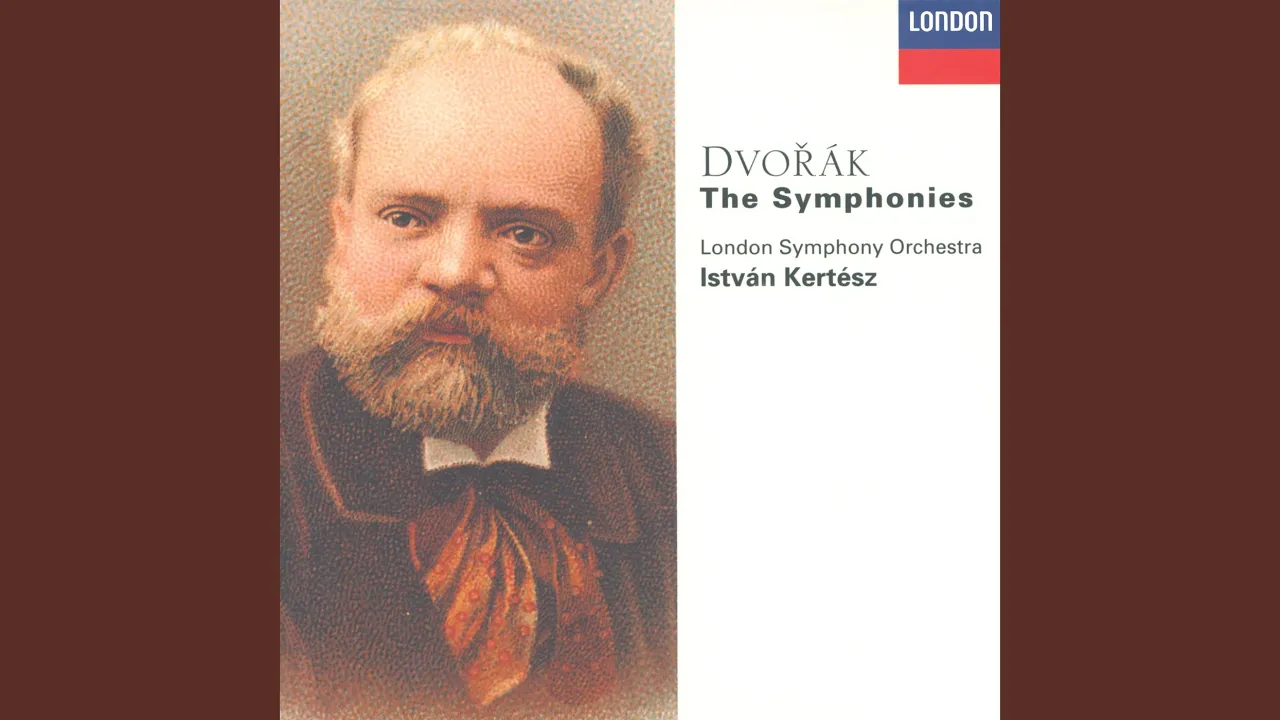 LONDON
DVOŘÁK
The Symphonies
London Symphony Orchestra
István Kertész